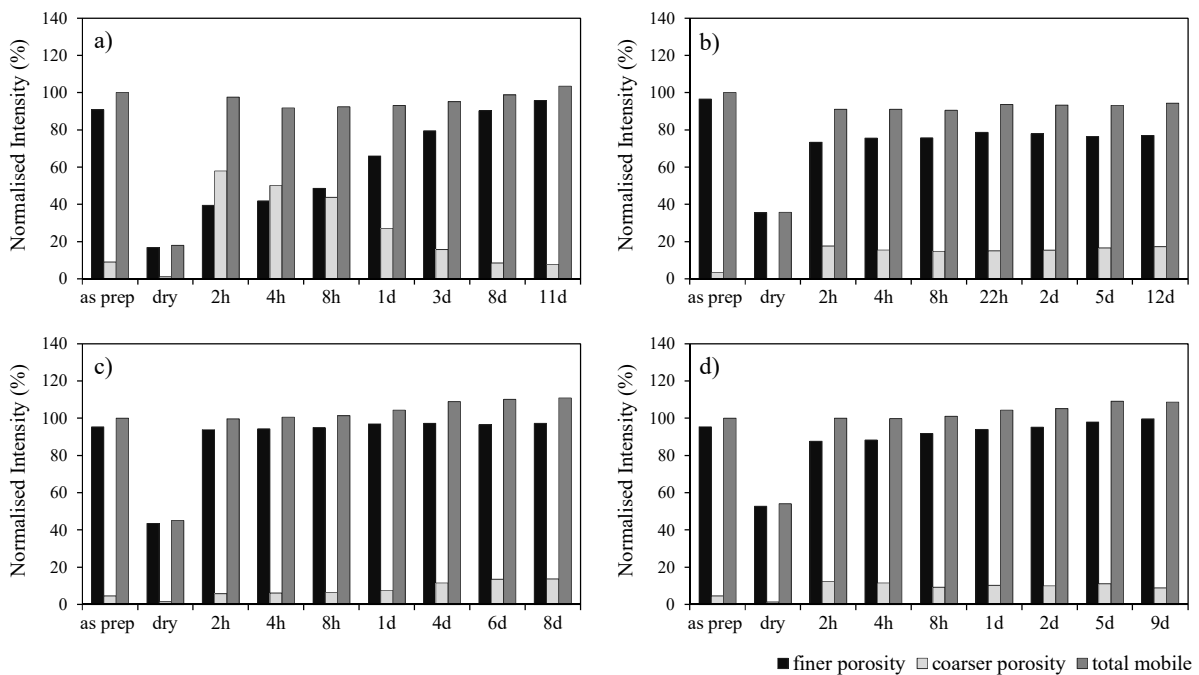 a)
Normalised Intensity (%)
140
120
100
80
60
40
20
0
as prep dry 2h 4h 8h 1d 3d 8d 11d
b)
Normalised Intensity (%)
140
120
100
80
60
40
20
0
as prep dry 2h 4h 8h 22h 2d 5d 12d
c)
Normalised Intensity (%)
140
120
100
80
60
40
20
0
as prep dry 2h 4h 8h 1d 4d 6d 8d
d)
Normalised Intensity (%)
140
120
100
80
60
40
20
0
as prep dry 2h 4h 8h 1d 2d 5d 9d
finer porosity coarser porosity total mobile